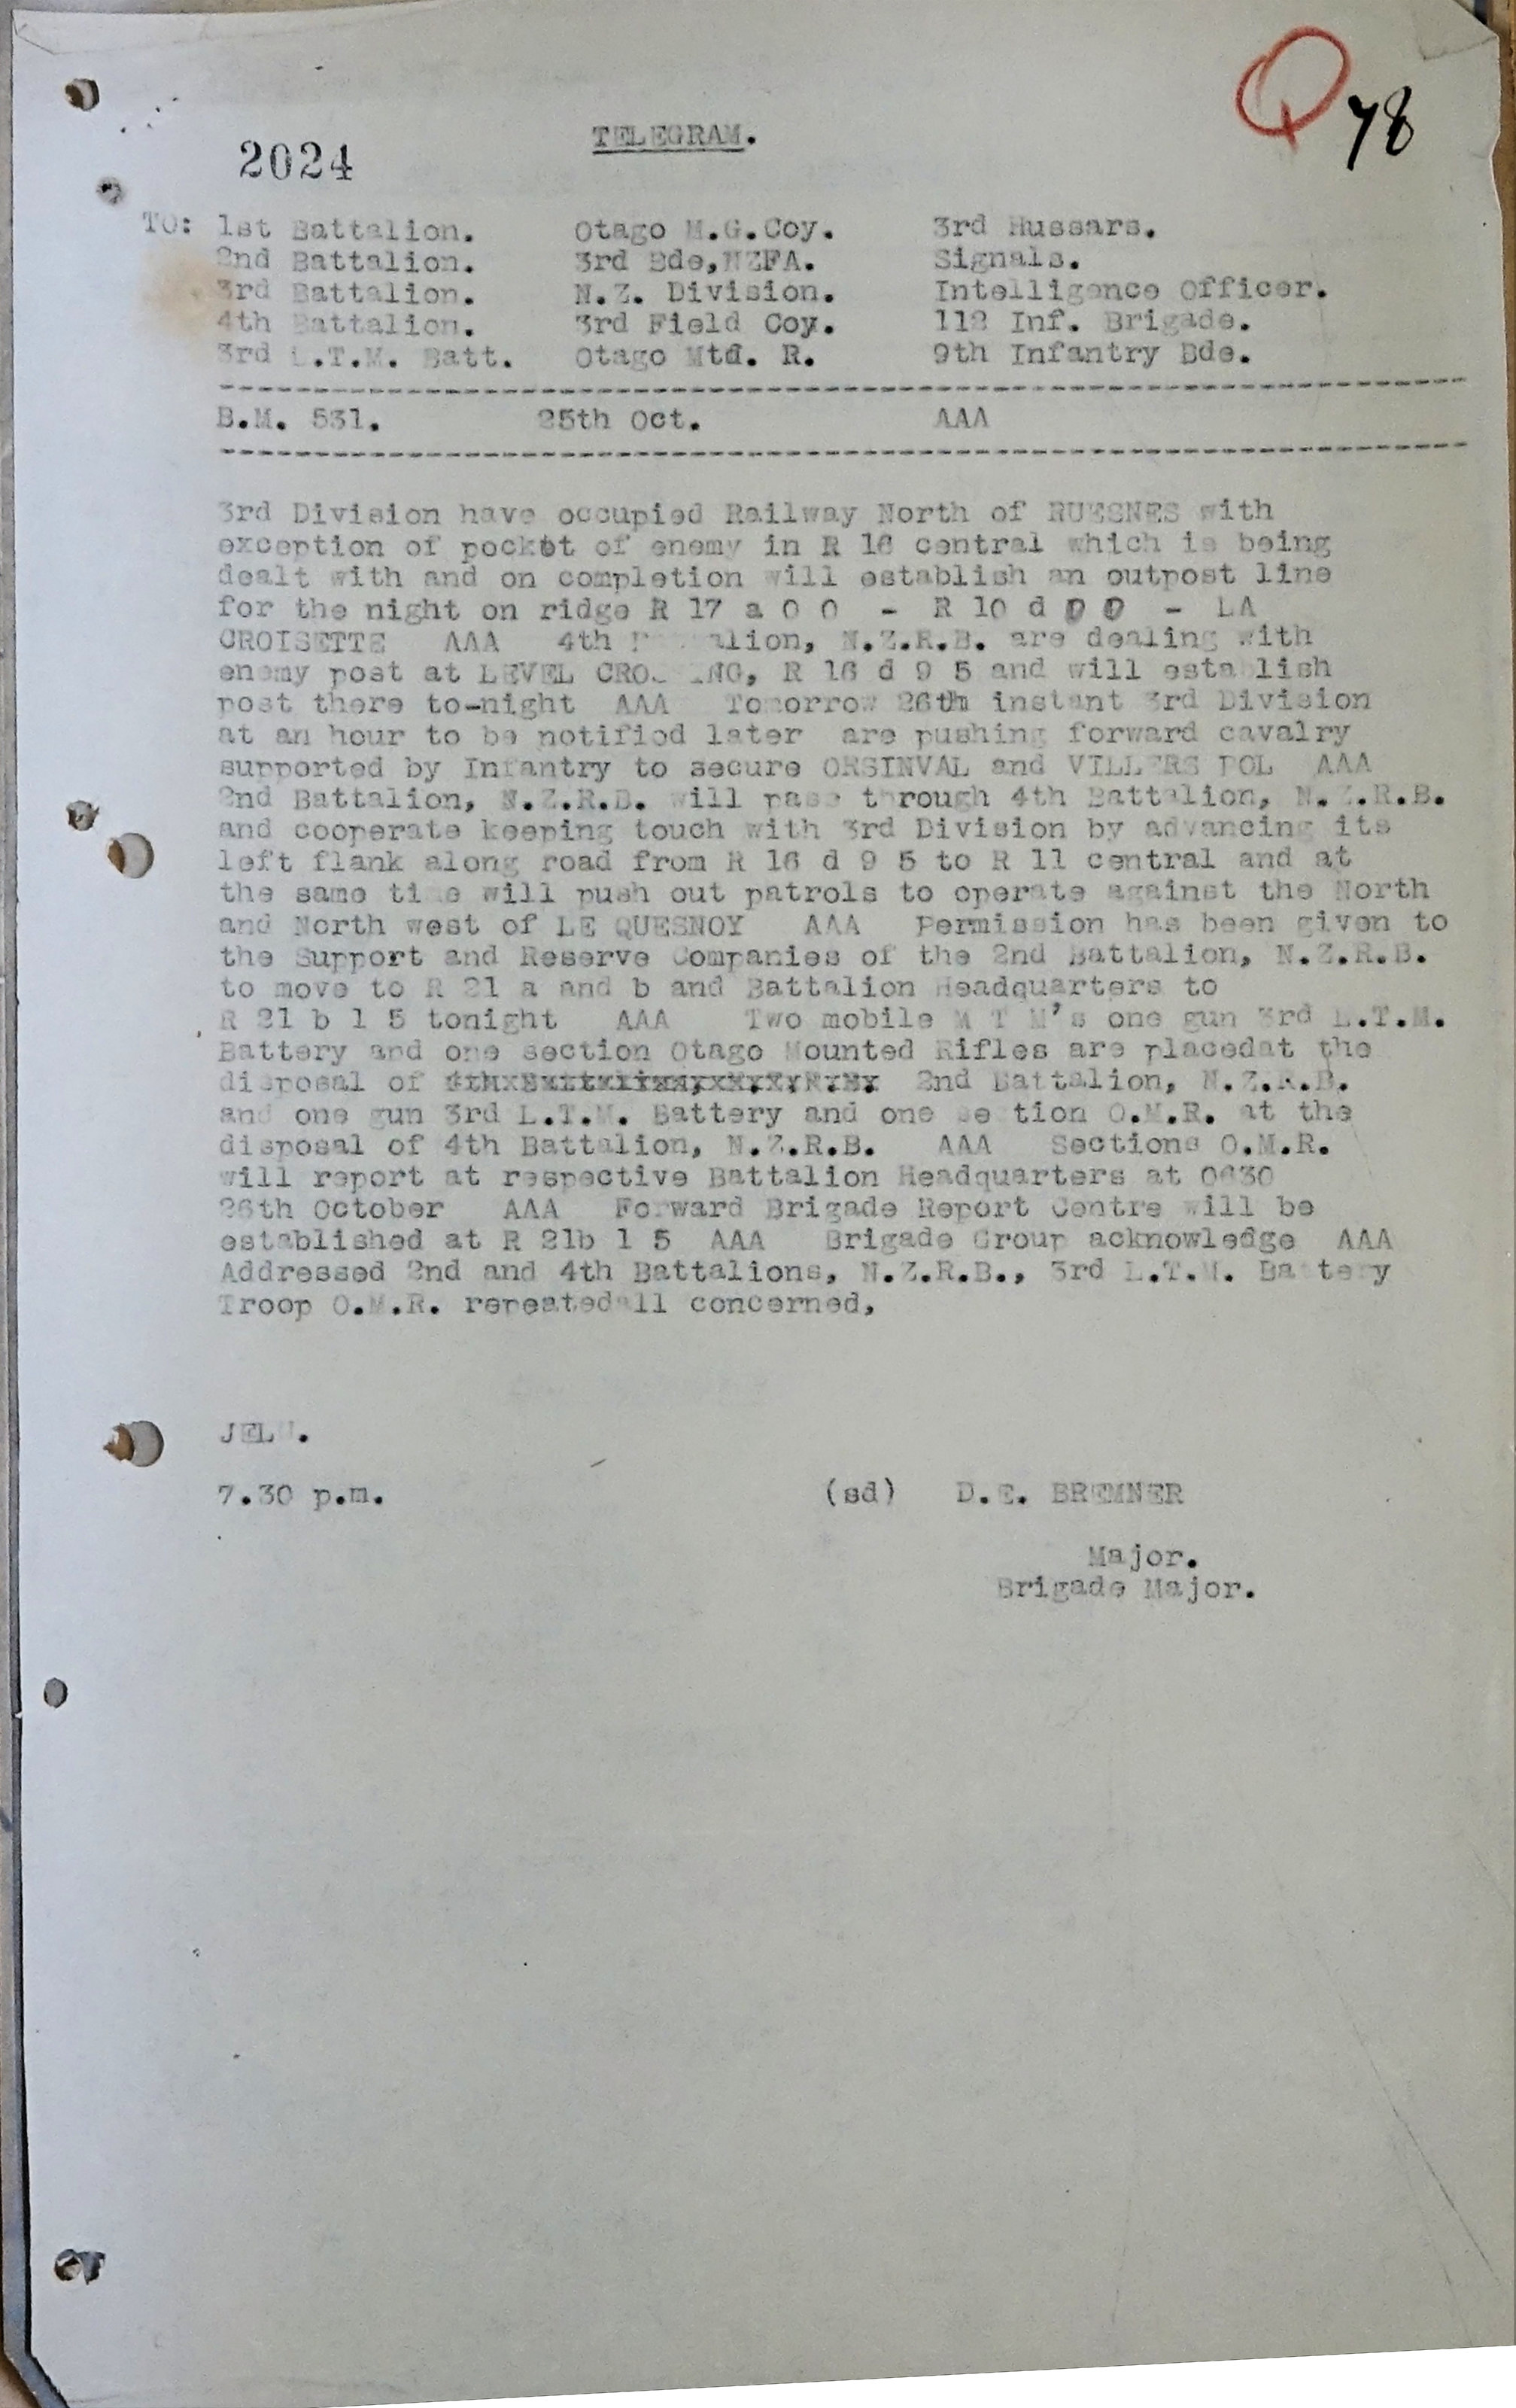 Q 78
TELEGRAM.
2024
TO: 1st Battalion. Otago M.G.Coy. 3rd Hussars.
2nd Battalion. 3rd Bde,NZFA. Signals.
3rd Battalion. N.Z. Division. Intelligence Officer.
4th Battalion. 3rd Field Coy. 112 Inf. Brigade.
3rd L.T.M. Batt. Otago Mtd. R. 9th Infantry Bde.
B.M. 531. 25th Oct. AAA
3rd Division have occupied Railway North of RUESNES with
exception of pocket of enemy in R 16 central which is being
dealt with and on completion will establish an outpost line
for the night on ridge R 17 a 0 0 - R 10 d 0 0 - LA
CROISETTE AAA 4th Battalion, N.Z.R.B. are dealing with
enemy post at LEVEL CROSSING, R 16 d 9 5 and will establish
post there to-night AAA Tomorrow 26th instant 3rd Division
at an hour to be notified later are pushing forward cavalry
supported by Infantry to secure ORSINVAL and VILLERS POL AAA
2nd Battalion, N.Z.R.B. will pass through 4th Battalion, N.Z.R.B.
and cooperate keeping touch with 3rd Division by advancing its
left flank along road from R 16 d 9 5 to R 11 central and at
the same time will push out patrols to operate against the North
and North west of LE QUESNOY AAA Permission has been given to
the Support and Reserve Companies of the 2nd Battalion, N.Z.R.B.
to move to R 21 a and b and Battalion Headquarters to
R 21 b 1 5 tonight AAA Two mobile M T M's one gun 3rd L.T.M.
Battery and one section Otago Mounted Rifles are placedat the
disposal of 2nd Battalion, N.Z.R.B.
and one gun 3rd L.T.M. Battery and one section O.M.R. at the
disposal of 4th Battalion, N.Z.R.B. AAA Sections O.M.R.
will report at respective Battalion Headquarters at 0630
26th October AAA Forward Brigade Report Centre will be
established at R 21b 1 5 AAA Brigade Group acknowledge AAA
Addressed 2nd and 4th Battalions, N.Z.R.B., 3rd L.T.M. Battery
Troop O.M.R. repeatedall concerned,
7.30 p.m. (sd) D.E. BREMNER
Major.
Brigade Major.